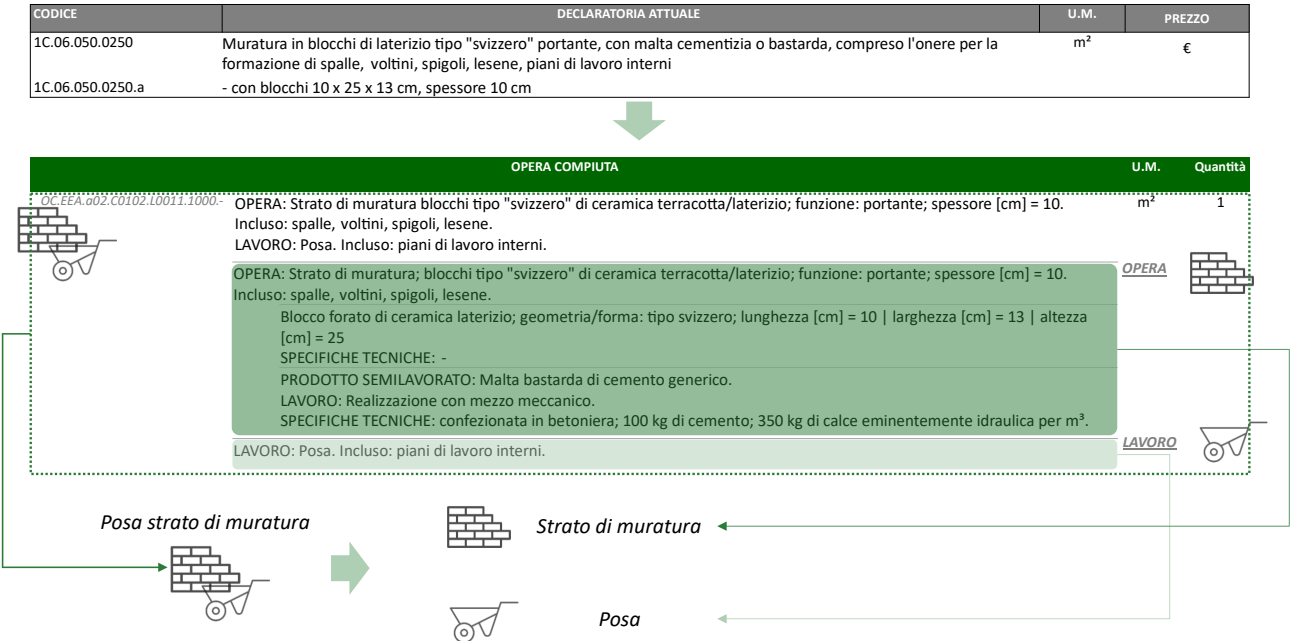 CODICE DECLARATORIA ATTUALE U.M. PREZZO
1C.06.050.0250 Muratura in blocchi di laterizio tipo "svizzero" portante, con malta cementizia o bastarda, compreso l'onere per la m² €
formazione di spalle, voltini, spigoli, lesene, piani di lavoro interni
1C.06.050.0250.a - con blocchi 10 x 25 x 13 cm, spessore 10 cm
OPERA COMPIUTA U.M. Quantità
OC.EEA.a02.C0102.L0011.1000.- OPERA: Strato di muratura blocchi tipo "svizzero" di ceramica terracotta/laterizio; funzione: portante; spessore [cm] = 10. m² 1
Incluso: spalle, voltini, spigoli, lesene.
LAVORO: Posa. Incluso: piani di lavoro interni.
OPERA: Strato di muratura; blocchi tipo "svizzero" di ceramica terracotta/laterizio; funzione: portante; spessore [cm] = 10. OPERA
Incluso: spalle, voltini, spigoli, lesene.
Blocco forato di ceramica laterizio; geometria/forma: tipo svizzero; lunghezza [cm] = 10 | larghezza [cm] = 13 | altezza
[cm] = 25
SPECIFICHE TECNICHE: -
PRODOTTO SEMILAVORATO: Malta bastarda di cemento generico.
LAVORO: Realizzazione con mezzo meccanico.
SPECIFICHE TECNICHE: confezionata in betoniera; 100 kg di cemento; 350 kg di calce eminentemente idraulica per m³.
LAVORO: Posa. Incluso: piani di lavoro interni. LAVORO
Posa strato di muratura
Strato di muratura
Posa